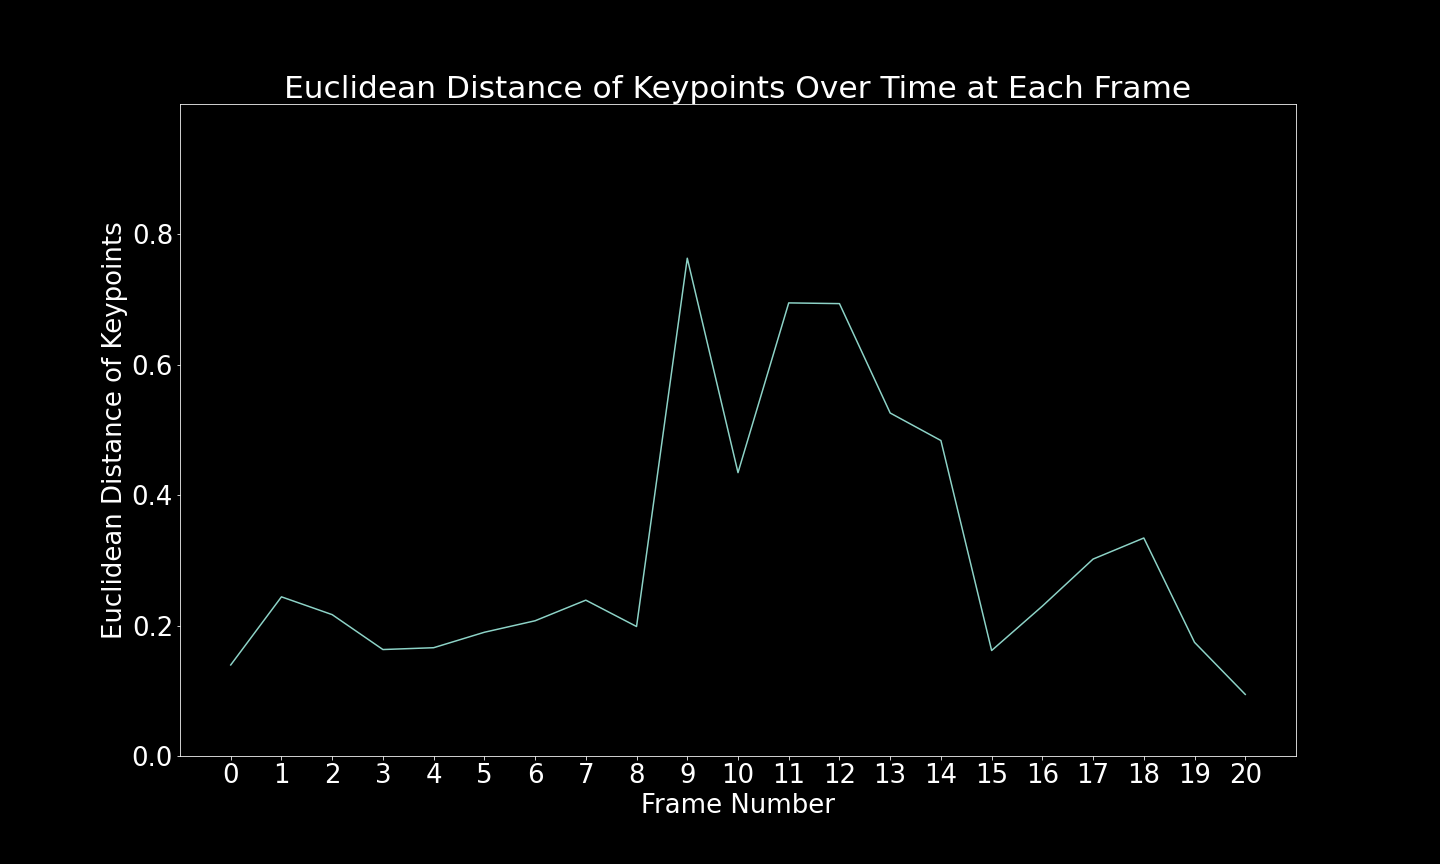 Euclidean Distance of Keypoints Over Time at Each Frame
Euclidean Distance of Keypoints
0.8
0.6
0.4
0.2
0.0
0 1 2 3 4 5 6 7 8 9 10 11 12 13 14 15 16 17 18 19 20
Frame Number